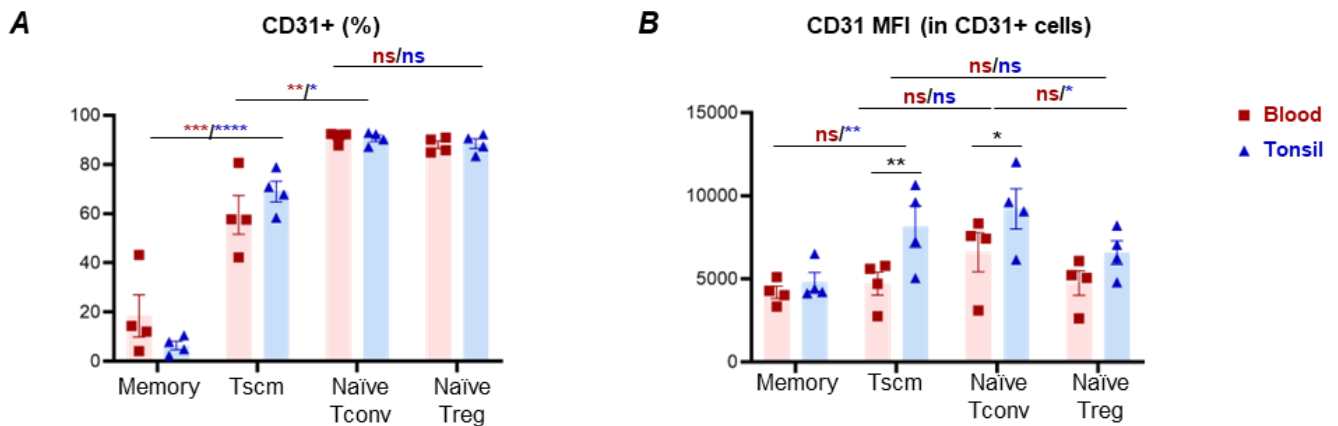 A
CD31+ (%)
ns/ns
**/*
***/****
100
80
60
40
20
0
Memory
Tscm
Naïve
Tconv
Naïve
Treg
B
CD31 MFI (in CD31+ cells)
ns/ns
ns/ns
ns/*
ns/**
**
*
15000
10000
5000
0
Memory
Tscm
Naïve
Tconv
Naïve
Treg
Blood
Tonsil